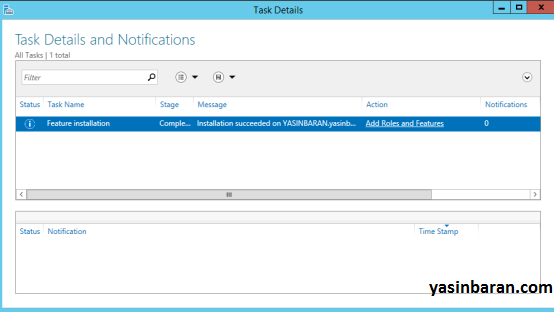 Task Details
Task Details and Notifications
All Tasks | 1 total
Filter
Status Task Name Stage Message Action Notifications
Feature installation Comple... Installation succeeded on YASINBARAN.yasinb... Add Roles and Features 0
Status Notification Time Stamp
yasinbaran.com